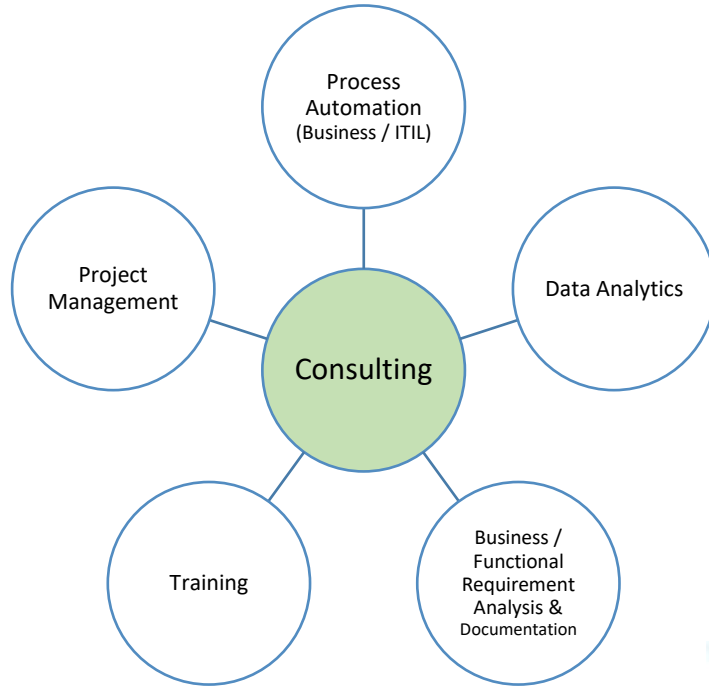 Process
Automation
(Business / ITIL)
Project
Management
Data Analytics
Consulting
Training
Business /
Functional
Requirement
Analysis &
Documentation